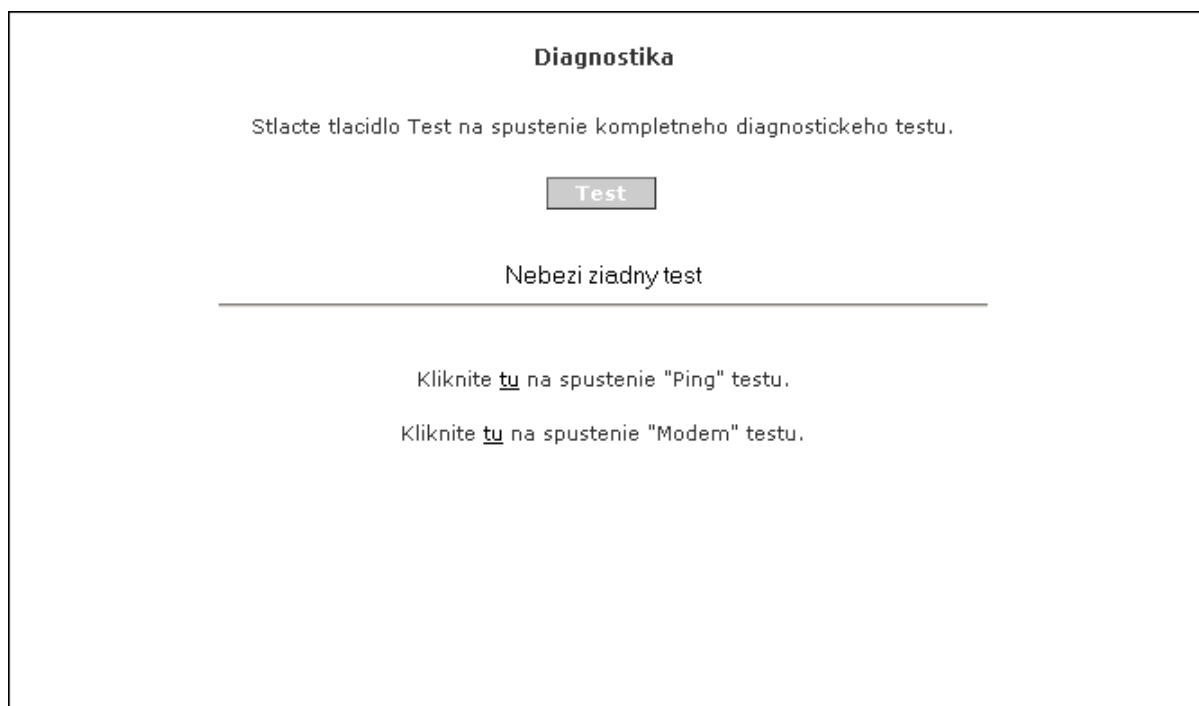 Diagnostika
Stlacte tlacidlo Test na spustenie kompletneho diagnostickeho testu.
Test
Nebezi ziadny test
Kliknite tu na spustenie "Ping" testu.
Kliknite tu na spustenie "Modem" testu.